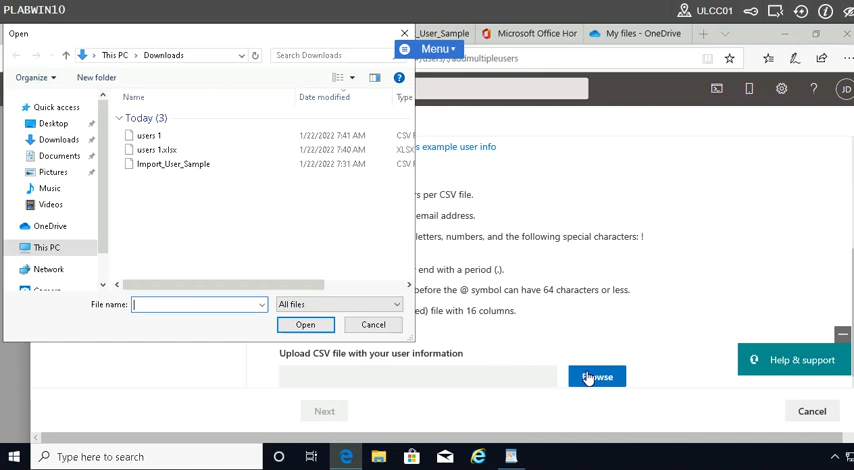 PLABWIN10
ULCC01
Open
_User_Sample
Microsoft Office Hor
My files - OneDrive
Menu
This PC > Downloads
Search Downloads
Organize
New folder
?
?
JD
Name
Date modified
Type
Quick access
Desktop
Downloads
Documents
Pictures
Music
Videos
OneDrive
This PC
Network
Today (3)
users 1
1/22/2022 7:41 AM
CSV F
users 1.xlsx
1/22/2022 7:40 AM
XLSX
Import_User_Sample
1/22/2022 7:31 AM
CSV F
s example user info
rs per CSV file.
email address.
letters, numbers, and the following special characters: !
end with a period (.).
before the @ symbol can have 64 characters or less.
ed) file with 16 columns.
File name:
All files
Open
Cancel
Upload CSV file with your user information
Browse
Help & support
Next
Cancel
Type here to search